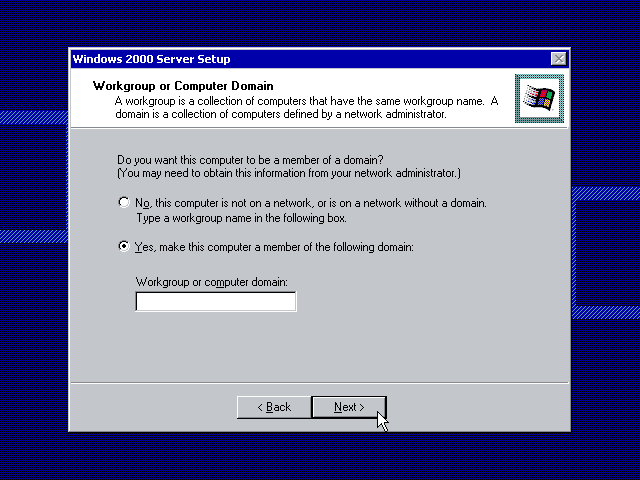 Windows 2000 Server Setup
Workgroup or Computer Domain
A workgroup is a collection of computers that have the same workgroup name. A
domain is a collection of computers defined by a network administrator.
Do you want this computer to be a member of a domain?
(You may need to obtain this information from your network administrator.)
No, this computer is not on a network, or is on a network without a domain.
Type a workgroup name in the following box.
Yes, make this computer a member of the following domain:
Workgroup or computer domain:
< Back Next >